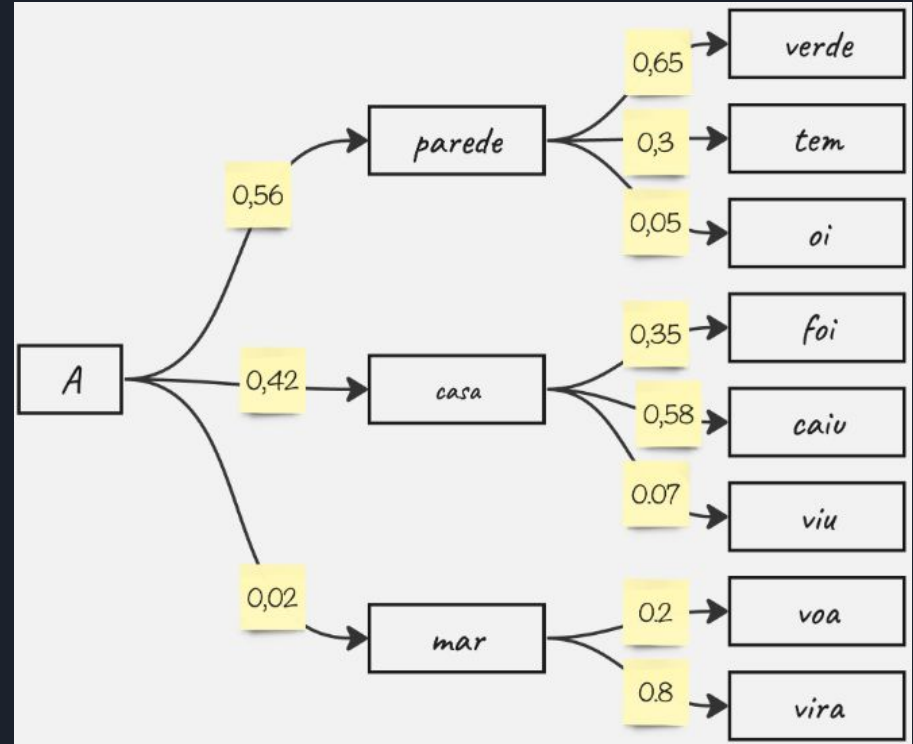 verde
0,65
parede
0,3
tem
0,56
0,05
oi
foi
0,35
A
0,42
casa
0,58
caiu
0.07
viu
0,02
mar
0.2
voa
0.8
vira